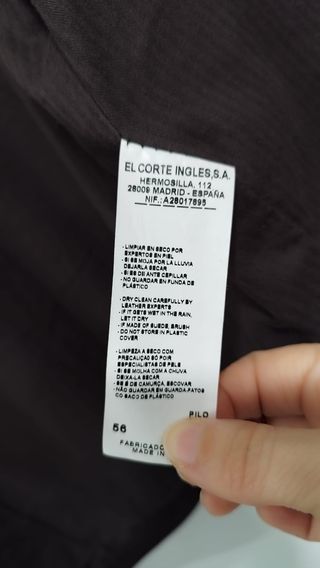 EL CORTE INGLES,S.A.
HERMOSILLA, 112
28009 MADRID - ESPAÑA
NIF.: A28017895
- LIMPIAR EN SECO POR
EXPERTOS EN PIEL
- SI SE MOJA POR LA LLUVIA
DEJARLA SECAR
- SI ES DE ANTE CEPILLAR
- NO GUARDAR EN FUNDA DE
PLÁSTICO
- DRY CLEAN CAREFULLY BY
LEATHER EXPERTS
- IF IT GETS WET IN THE RAIN,
LET IT DRY
- IF MADE OF SUEDE, BRUSH
- DO NOT STORE IN PLASTIC
COVER
- LIMPEZA A SECO COM
PRECAUÇÃO SÓ POR
ESPECIALISTAS DE PELE
- SI SE MOLHA COM A CHUVA
DEIXA-LA SECAR
- SE É DE CAMURÇA, ESCOVAR
- NÃO GUARDAR EM GUARDA-FATOS
CO SACO DE PLÁSTICO
PILO
56
FABRICADO
MADE IN